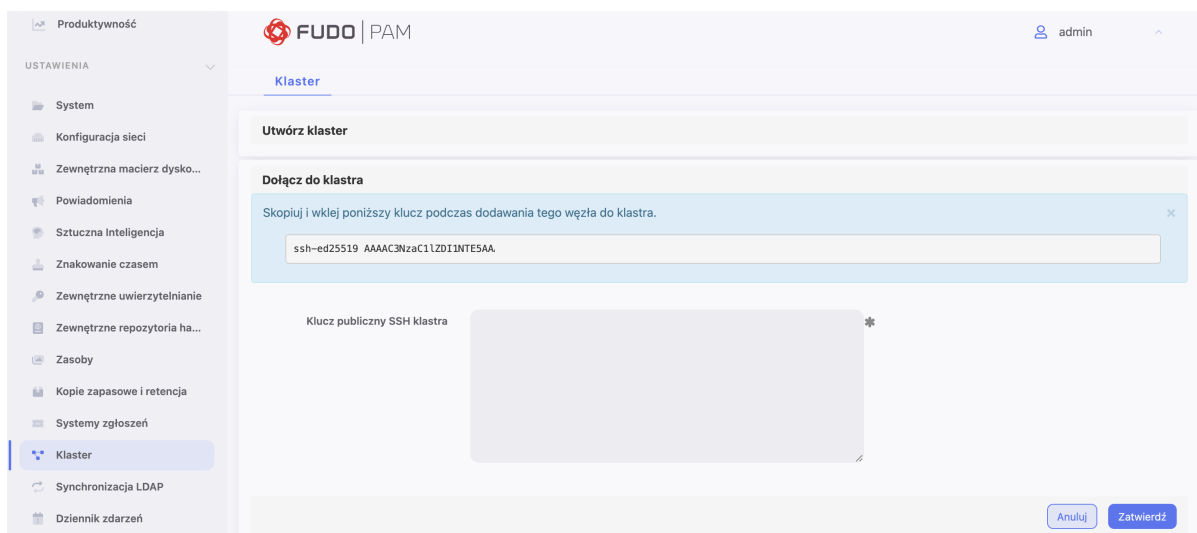 Produktywność
FUDO | PAM
admin
USTAWIENIA
Klaster
System
Utwórz klaster
Konfiguracja sieci
Zewnętrzna macierz dysko...
Dołącz do klastra
Powiadomienia
Skopiuj i wklej poniższy klucz podczas dodawania tego węzła do klastra.
Sztuczna Inteligencja
ssh-ed25519 AAAAC3NzaC1lZDI1NTE5AA
Znakowanie czasem
Zewnętrzne uwierzytelnianie
Zewnętrzne repozytoria ha...
Klucz publiczny SSH klastra
Zasoby
Kopie zapasowe i retencja
Systemy zgłoszeń
Klaster
Synchronizacja LDAP
Dziennik zdarzeń
Anuluj
Zatwierdź